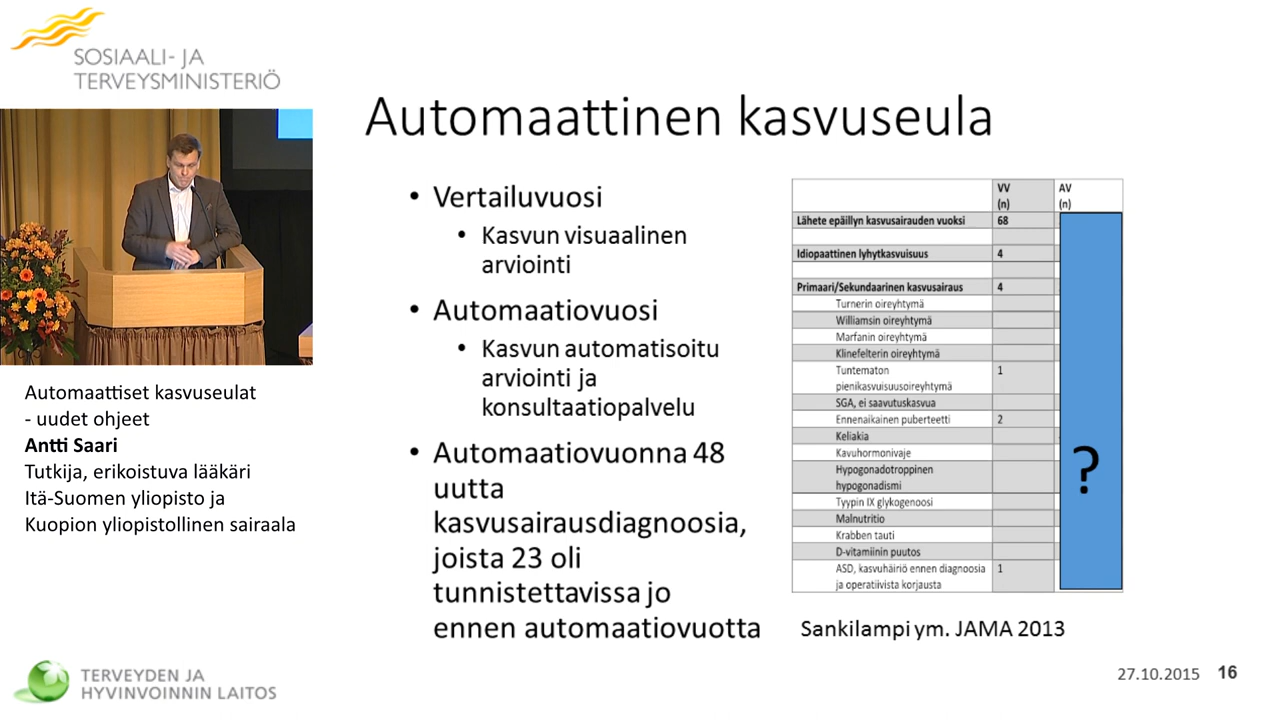 SOSIAALI- JA
TERVEYSMINISTERIÖ
Automaattinen kasvuseula
• Vertailuvuosi
• Kasvun visuaalinen
arviointi
• Automaatiovuosi
• Kasvun automatisoitu
arviointi ja
konsultaatiopalvelu
• Automaatiovuonna 48
uutta
kasvusairausdiagnoosia,
joista 23 oli
tunnistettavissa jo
ennen automaatiovuotta
VV
(n)
AV
(n)
Lähete epäillyn kasvusairauden vuoksi 68
Idiopaattinen lyhytkasvuisuus 4
Primaari/Sekundaarinen kasvusairaus 4
Turnerin oireyhtymä
Williamsin oireyhtymä
Marfanin oireyhtymä
Klinefelterin oireyhtymä
Tuntematon 1
pienikasvuisuusoireyhtymä
SGA, ei saavutuskasvua
Ennenaikainen puberteetti 2
Keliakia
Kavuhormonivaje
Hypogonadotroppinen
hypogonadismi
Tyypin IX glykogenoosi
Malnutritio
Krabben tauti
D-vitamiinin puutos
ASD, kasvuhäiriö ennen diagnoosia 1
ja operatiivista korjausta
?
Sankilampi ym. JAMA 2013
Automaattiset kasvuseulat
- uudet ohjeet
Antti Saari
Tutkija, erikoistuva lääkäri
Itä-Suomen yliopisto ja
Kuopion yliopistollinen sairaala
TERVEYDEN JA
HYVINVOINNIN LAITOS
27.10.2015 16